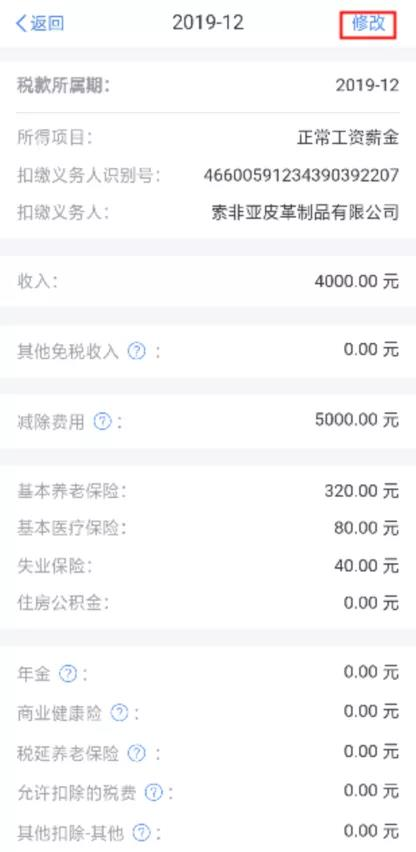 返回 2019-12 修改
税款所属期： 2019-12
所得项目： 正常工资薪金
扣缴义务人识别号： 46600591234390392207
扣缴义务人： 索非亚皮革制品有限公司
收入： 4000.00 元
其他免税收入 ? ： 0.00 元
减除费用 ? ： 5000.00 元
基本养老保险： 320.00 元
基本医疗保险： 80.00 元
失业保险： 40.00 元
住房公积金： 0.00 元
年金 ? ： 0.00 元
商业健康险 ? ： 0.00 元
税延养老保险 ? ： 0.00 元
允许扣除的税费 ? ： 0.00 元
其他扣除-其他 ? ： 0.00 元